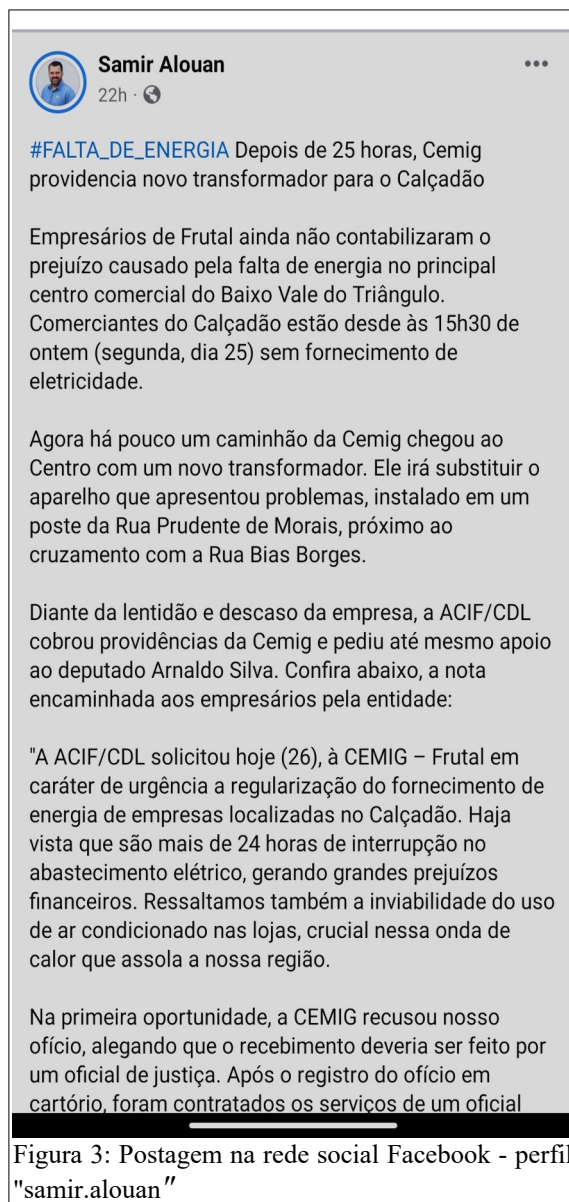 Samir Alouan
22h ·
#FALTA_DE_ENERGIA Depois de 25 horas, Cemig
providencia novo transformador para o Calçadão
Empresários de Frutal ainda não contabilizaram o
prejuízo causado pela falta de energia no principal
centro comercial do Baixo Vale do Triângulo.
Comerciantes do Calçadão estão desde às 15h30 de
ontem (segunda, dia 25) sem fornecimento de
eletricidade.
Agora há pouco um caminhão da Cemig chegou ao
Centro com um novo transformador. Ele irá substituir o
aparelho que apresentou problemas, instalado em um
poste da Rua Prudente de Morais, próximo ao
cruzamento com a Rua Bias Borges.
Diante da lentidão e descaso da empresa, a ACIF/CDL
cobrou providências da Cemig e pediu até mesmo apoio
ao deputado Arnaldo Silva. Confira abaixo, a nota
encaminhada aos empresários pela entidade:
"A ACIF/CDL solicitou hoje (26), à CEMIG – Frutal em
caráter de urgência a regularização do fornecimento de
energia de empresas localizadas no Calçadão. Haja
vista que são mais de 24 horas de interrupção no
abastecimento elétrico, gerando grandes prejuízos
financeiros. Ressaltamos também a inviabilidade do uso
de ar condicionado nas lojas, crucial nessa onda de
calor que assola a nossa região.
Na primeira oportunidade, a CEMIG recusou nosso
ofício, alegando que o recebimento deveria ser feito por
um oficial de justiça. Após o registro do ofício em
cartório, foram contratados os serviços de um oficial
Figura 3: Postagem na rede social Facebook - perfil
"samir.alouan"